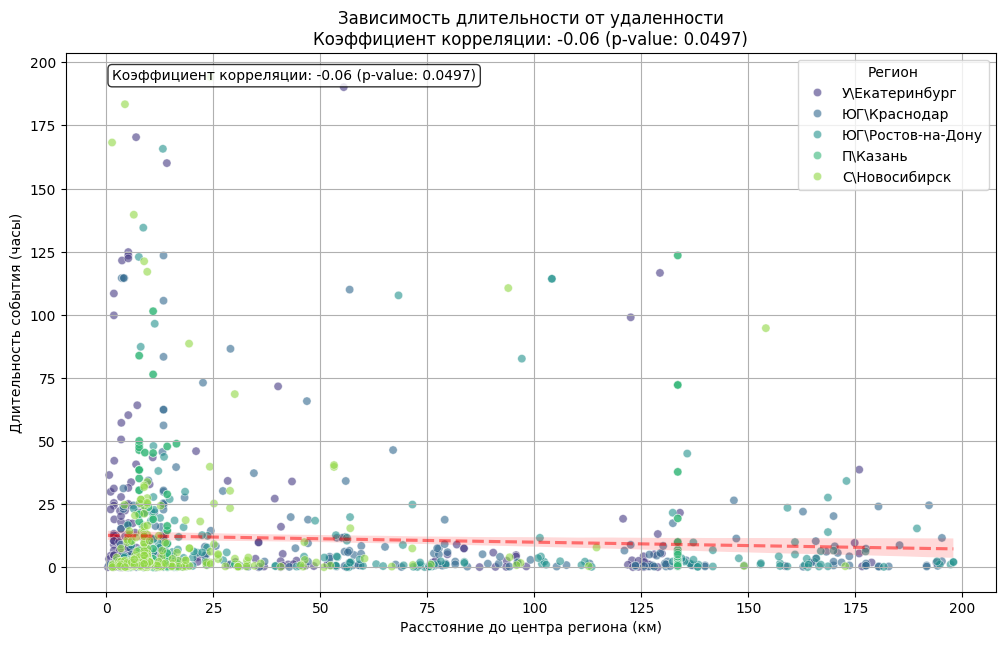 Зависимость длительности от удаленности
Коэффициент корреляции: -0.06 (p-value: 0.0497)
Коэффициент корреляции: -0.06 (p-value: 0.0497)
Регион
У\Екатеринбург
ЮГ\Краснодар
ЮГ\Ростов-на-Дону
П\Казань
С\Новосибирск
Длительность события (часы)
200
175
150
125
100
75
50
25
0
0 25 50 75 100 125 150 175 200
Расстояние до центра региона (км)